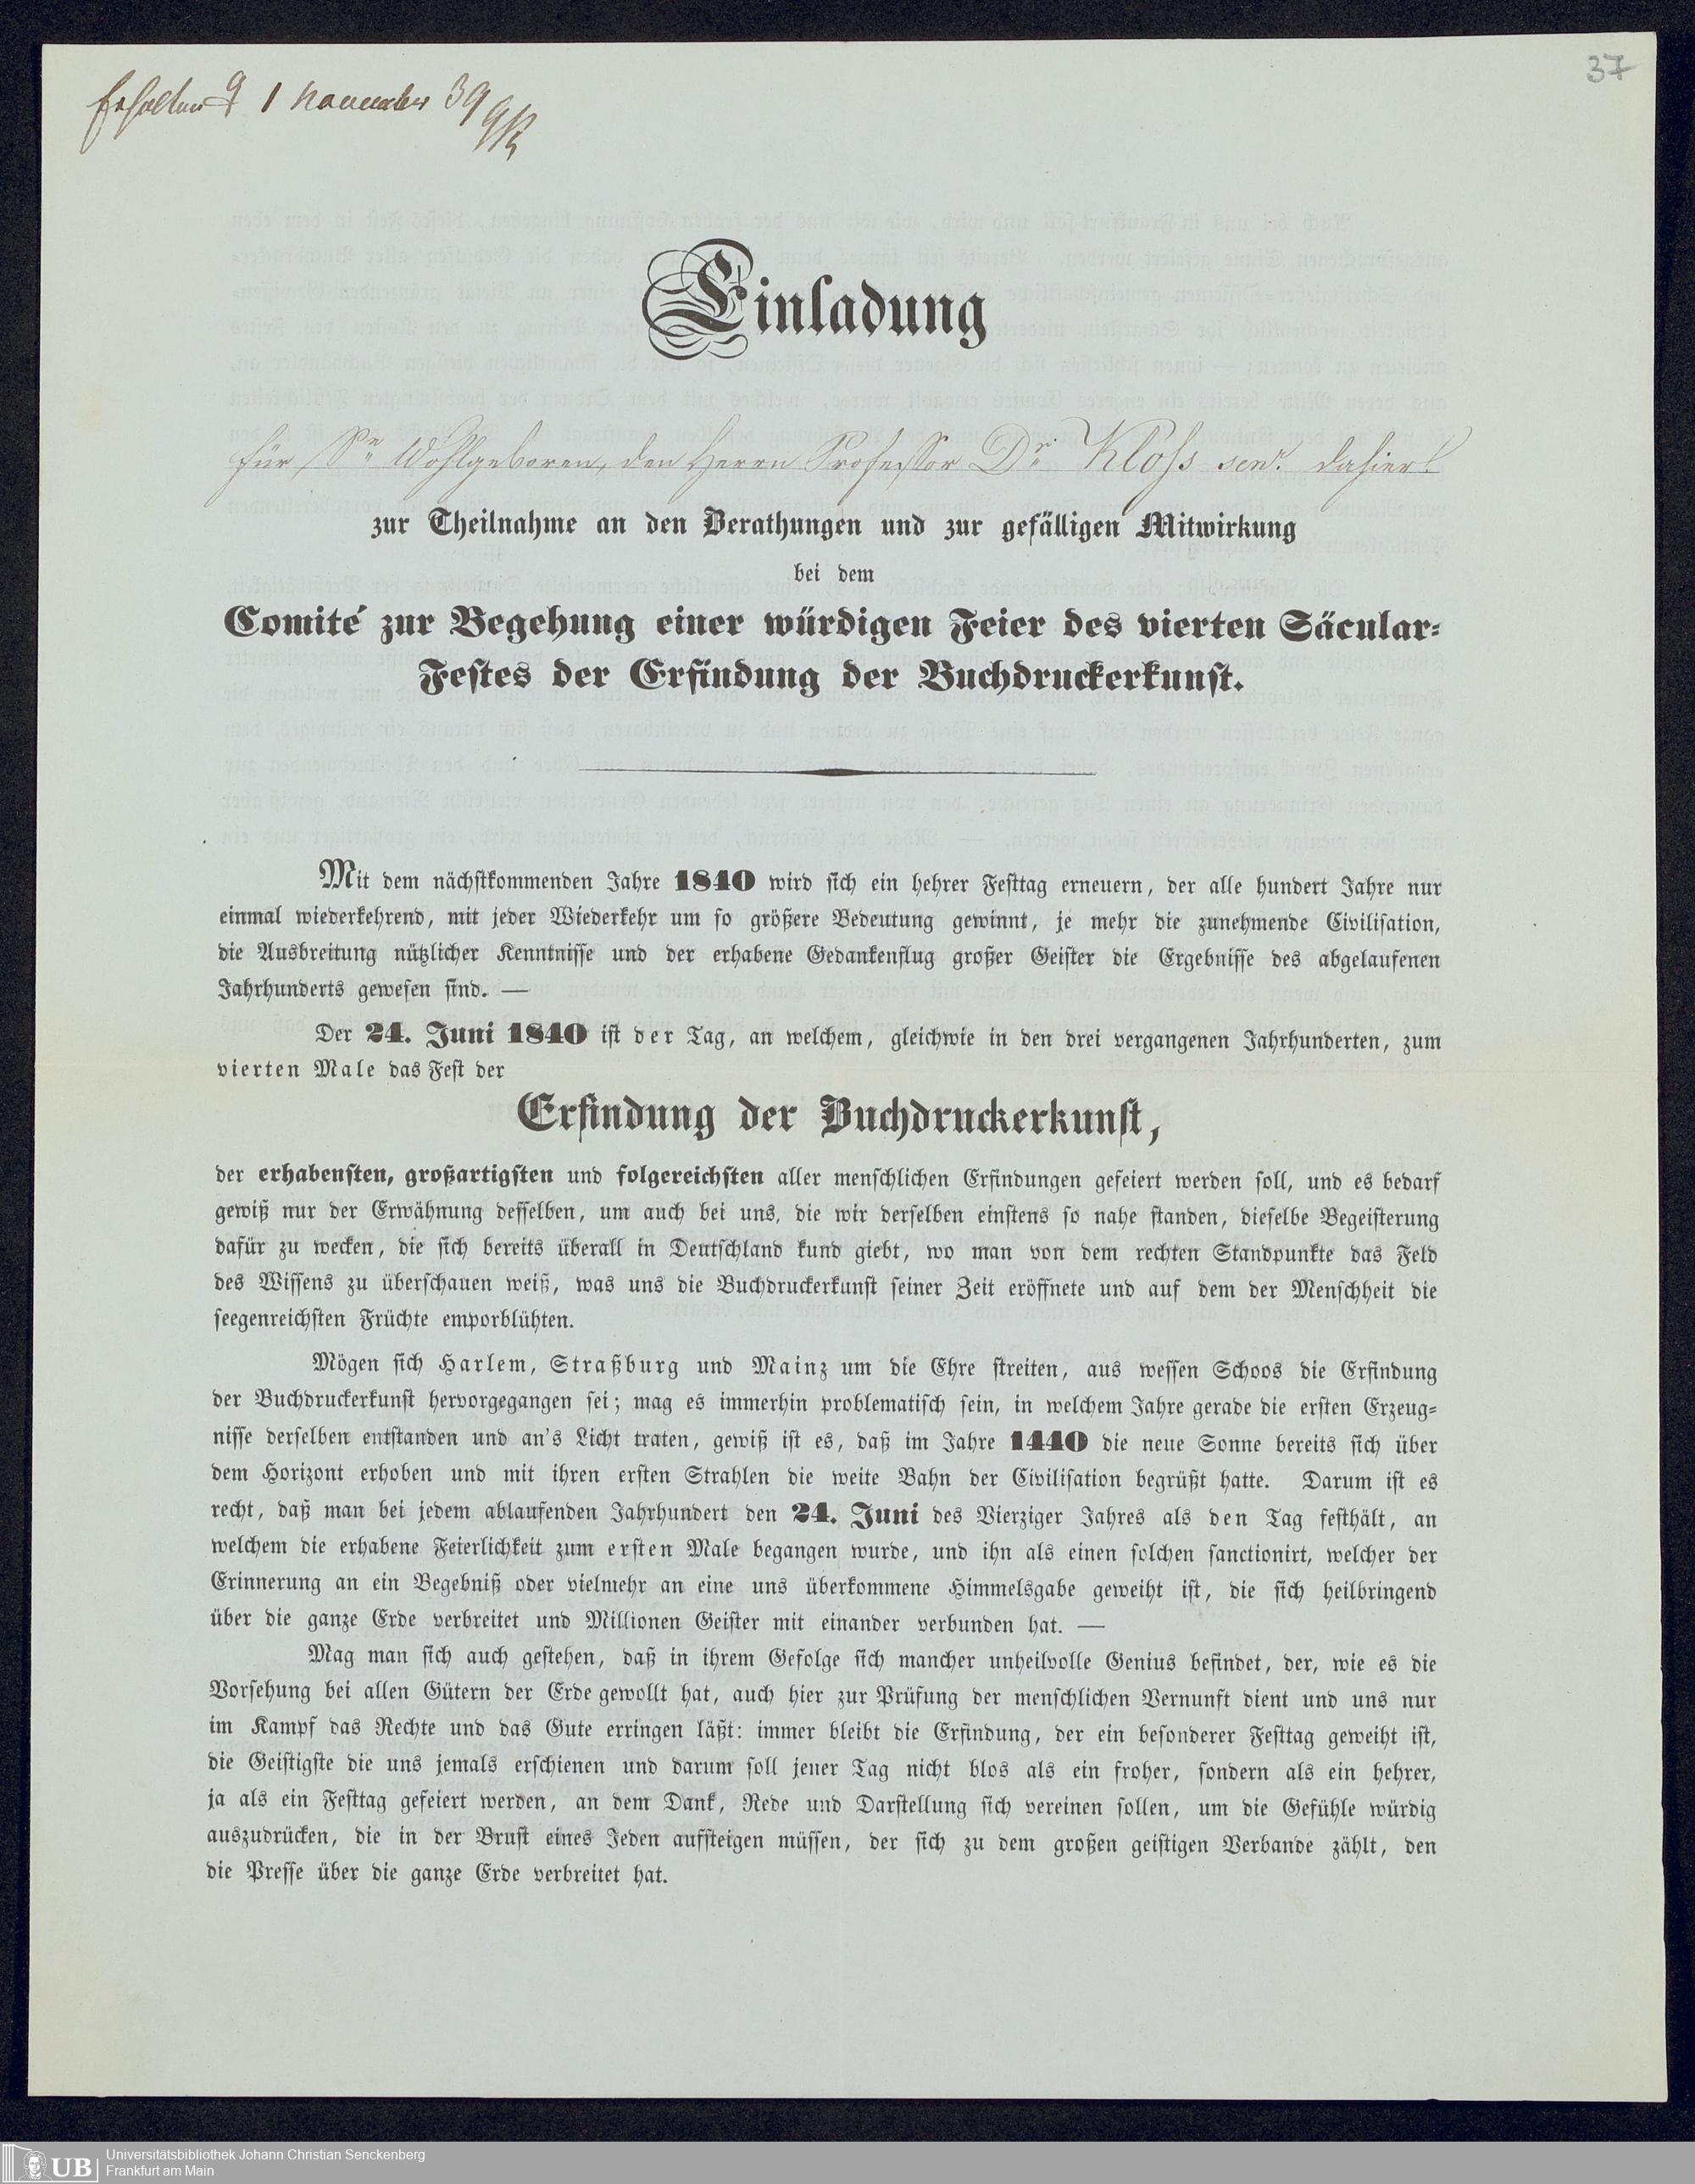 37
Erhalten 1 November 39
Einladung
für Sr. Wohlgeboren, den Herrn Professor Dr. Kloss sen. dahier!
zur Theilnahme an den Berathungen und zur gefälligen Mitwirkung
bei dem
Comité zur Begehung einer würdigen Feier des vierten Säcular-
Festes der Erfindung der Buchdruckerkunst.
Mit dem nächstkommenden Jahre 1840 wird sich ein hehrer Festtag erneuern, der alle hundert Jahre nur
einmal wiederkehrend, mit jeder Wiederkehr um so größere Bedeutung gewinnt, je mehr die zunehmende Civilisation,
die Ausbreitung nützlicher Kenntnisse und der erhabene Gedankenflug großer Geister die Ergebnisse des abgelaufenen
Jahrhunderts gewesen sind. —
Der 24. Juni 1840 ist der Tag, an welchem, gleichwie in den drei vergangenen Jahrhunderten, zum
vierten Male das Fest der
Erfindung der Buchdruckerkunst,
der erhabensten, großartigsten und folgereichsten aller menschlichen Erfindungen gefeiert werden soll, und es bedarf
gewiß nur der Erwähnung desselben, um auch bei uns, die wir derselben einstens so nahe standen, dieselbe Begeisterung
dafür zu wecken, die sich bereits überall in Deutschland kund giebt, wo man von dem rechten Standpunkte das Feld
des Wissens zu überschauen weiß, was uns die Buchdruckerkunst seiner Zeit eröffnete und auf dem der Menschheit die
seegenreichsten Früchte emporblühten.
Mögen sich Harlem, Straßburg und Mainz um die Ehre streiten, aus wessen Schoos die Erfindung
der Buchdruckerkunst hervorgegangen sei; mag es immerhin problematisch sein, in welchem Jahre gerade die ersten Erzeug-
nisse derselben entstanden und an's Licht traten, gewiß ist es, daß im Jahre 1440 die neue Sonne bereits sich über
dem Horizont erhoben und mit ihren ersten Strahlen die weite Bahn der Civilisation begrüßt hatte. Darum ist es
recht, daß man bei jedem ablaufenden Jahrhundert den 24. Juni des Vierziger Jahres als den Tag festhält, an
welchem die erhabene Feierlichkeit zum ersten Male begangen wurde, und ihn als einen solchen sanctionirt, welcher der
Erinnerung an ein Begebniß oder vielmehr an eine uns überkommene Himmelsgabe geweiht ist, die sich heilbringend
über die ganze Erde verbreitet und Millionen Geister mit einander verbunden hat. —
Mag man sich auch gestehen, daß in ihrem Gefolge sich mancher unheilvolle Genius befindet, der, wie es die
Vorsehung bei allen Gütern der Erde gewollt hat, auch hier zur Prüfung der menschlichen Vernunft dient und uns nur
im Kampf das Rechte und das Gute erringen läßt: immer bleibt die Erfindung, der ein besonderer Festtag geweiht ist,
die Geistigste die uns jemals erschienen und darum soll jener Tag nicht blos als ein froher, sondern als ein hehrer,
ja als ein Festtag gefeiert werden, an dem Dank, Rede und Darstellung sich vereinen sollen, um die Gefühle würdig
auszudrücken, die in der Brust eines Jeden aufsteigen müssen, der sich zu dem großen geistigen Verbande zählt, den
die Presse über die ganze Erde verbreitet hat.
UB Universitätsbibliothek Johann Christian Senckenberg
Frankfurt am Main